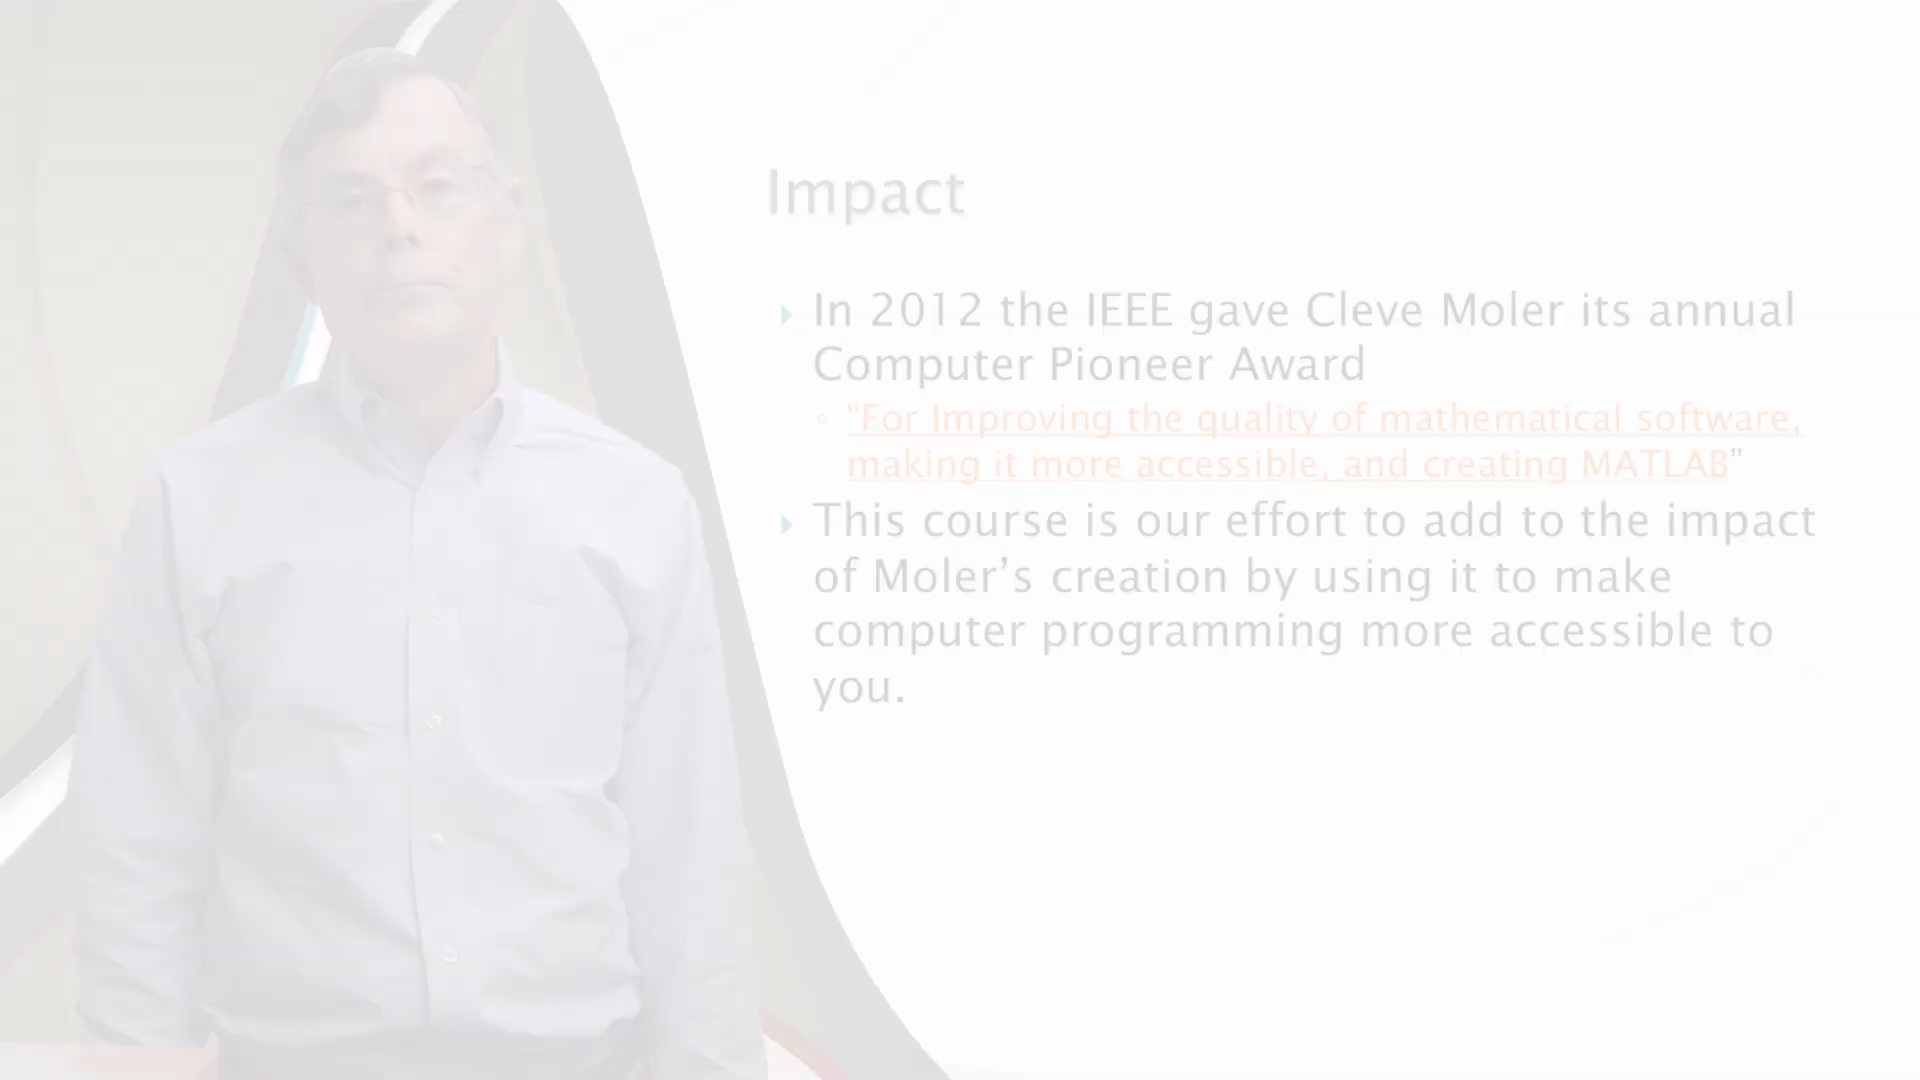 Impact
In 2012 the IEEE gave Cleve Moler its annual
Computer Pioneer Award
“For Improving the quality of mathematical software,
making it more accessible, and creating MATLAB”
This course is our effort to add to the impact
of Moler’s creation by using it to make
computer programming more accessible to
you.